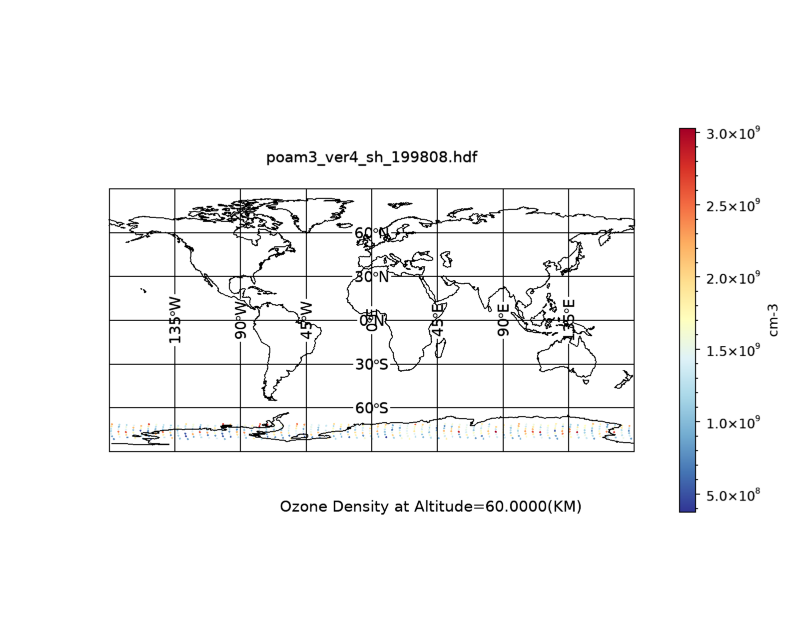 poam3_ver4_sh_199808.hdf
3.0×10⁹
2.5×10⁹
2.0×10⁹
1.5×10⁹
1.0×10⁹
5.0×10⁸
cm-3
60°N
30°N
0°N
30°S
60°S
135°W
90°W
45°W
0°E
45°E
90°E
135°E
Ozone Density at Altitude=60.0000(KM)